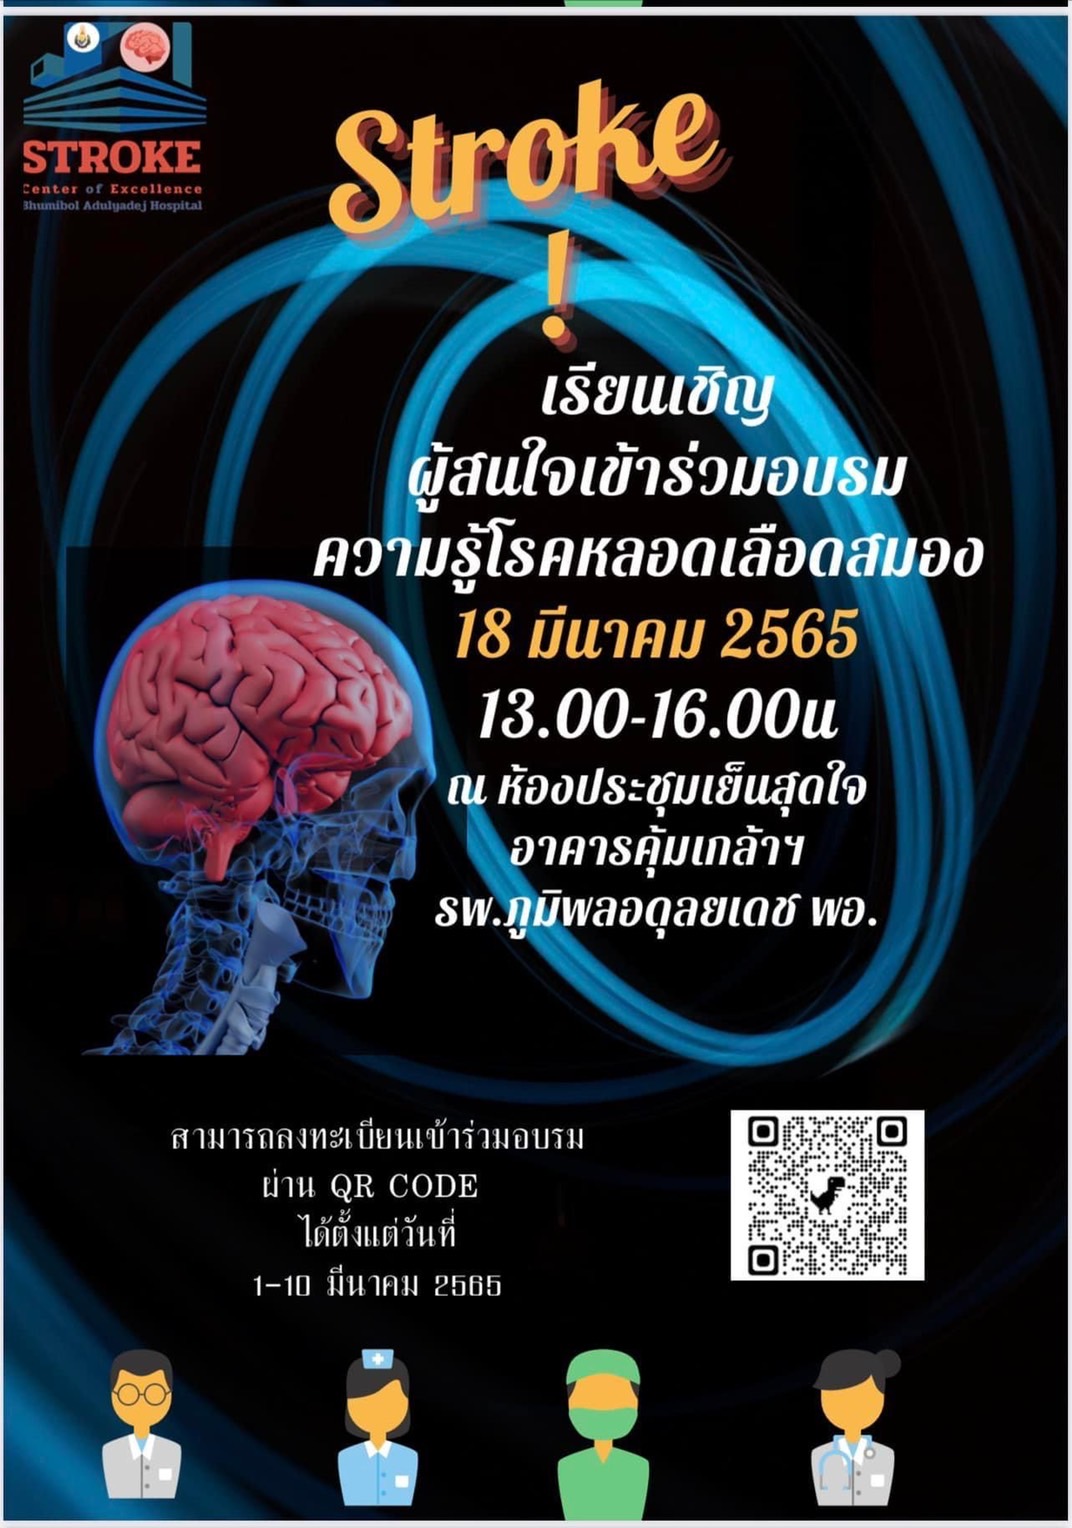 STROKE
Center of Excellence
Bhumibol Adulyadej Hospital
Stroke
!
เรียนเชิญ
ผู้สนใจเข้าร่วมอบรม
ความรู้โรคหลอดเลือดสมอง
18 มีนาคม 2565
13.00-16.00น
ณ ห้องประชุมเย็นสุดใจ
อาคารคุ้มเกล้าฯ
รพ.ภูมิพลอดุลยเดช พอ.
สามารถลงทะเบียนเข้าร่วมอบรม
ผ่าน QR CODE
ได้ตั้งแต่วันที่
1-10 มีนาคม 2565